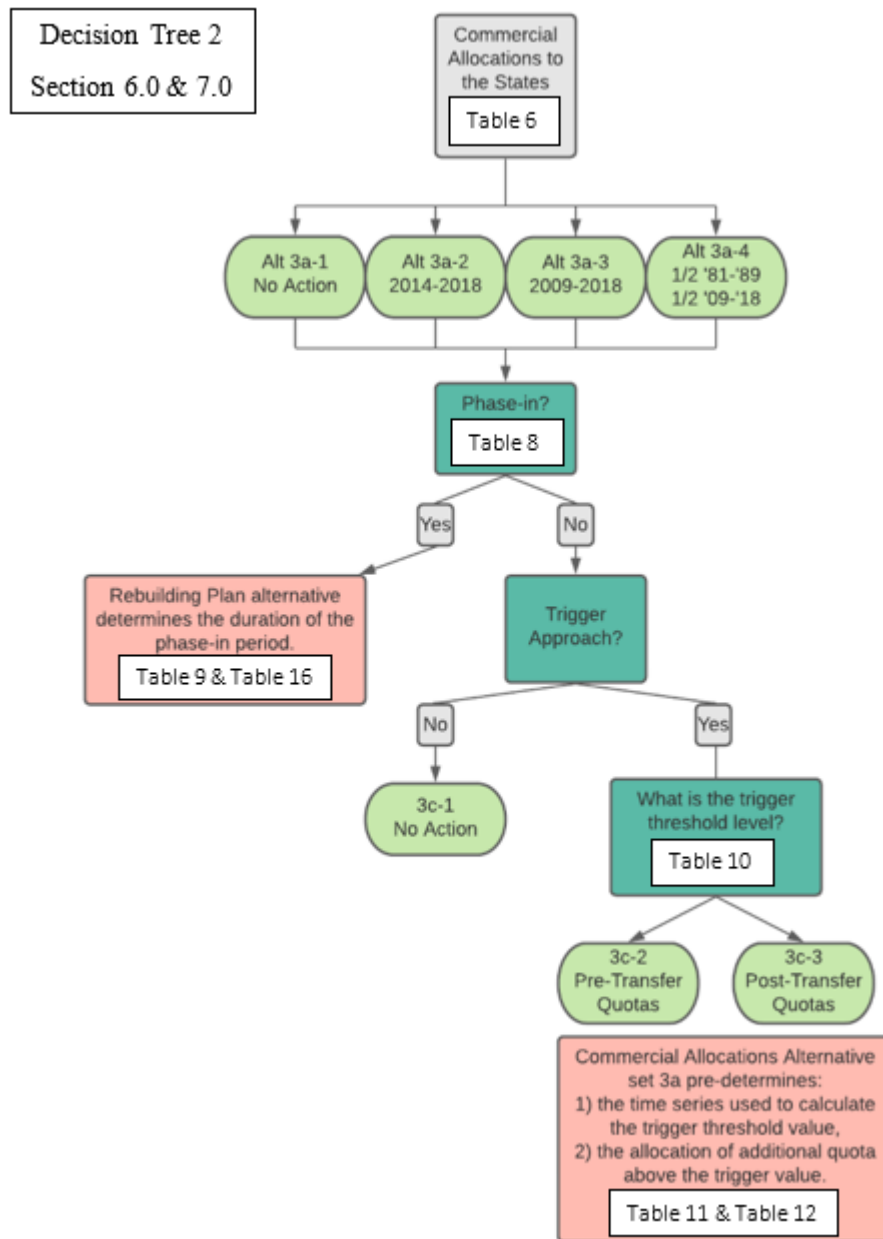 Decision Tree 2
Section 6.0 & 7.0
Commercial
Allocations to
the States
Table 6
Alt 3a-1
No Action
Alt 3a-2
2014-2018
Alt 3a-3
2009-2018
Alt 3a-4
1/2 '81-'89
1/2 '09-'18
Phase-in?
Table 8
Yes
No
Rebuilding Plan alternative
determines the duration of the
phase-in period.
Table 9 & Table 16
Trigger
Approach?
No
Yes
3c-1
No Action
What is the trigger
threshold level?
Table 10
3c-2
Pre-Transfer
Quotas
3c-3
Post-Transfer
Quotas
Commercial Allocations Alternative
set 3a pre-determines:
1) the time series used to calculate
the trigger threshold value,
2) the allocation of additional quota
above the trigger value.
Table 11 & Table 12